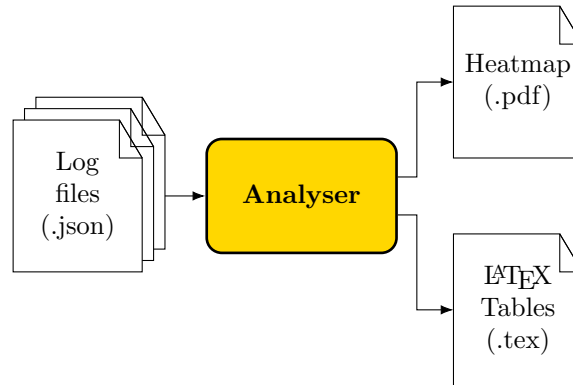 Log
files
(.json)
Analyser
Heatmap
(.pdf)
LATEX
Tables
(.tex)